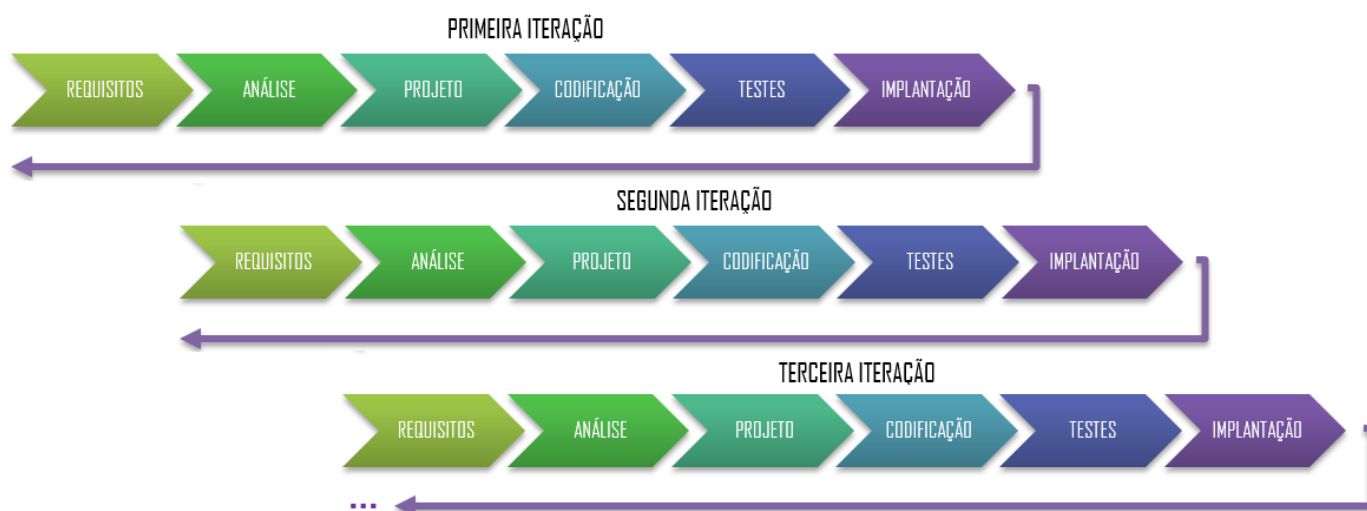 PRIMEIRA ITERAÇÃO
REQUISITOS ANÁLISE PROJETO CODIFICAÇÃO TESTES IMPLANTAÇÃO
SEGUNDA ITERAÇÃO
REQUISITOS ANÁLISE PROJETO CODIFICAÇÃO TESTES IMPLANTAÇÃO
TERCEIRA ITERAÇÃO
REQUISITOS ANÁLISE PROJETO CODIFICAÇÃO TESTES IMPLANTAÇÃO
...